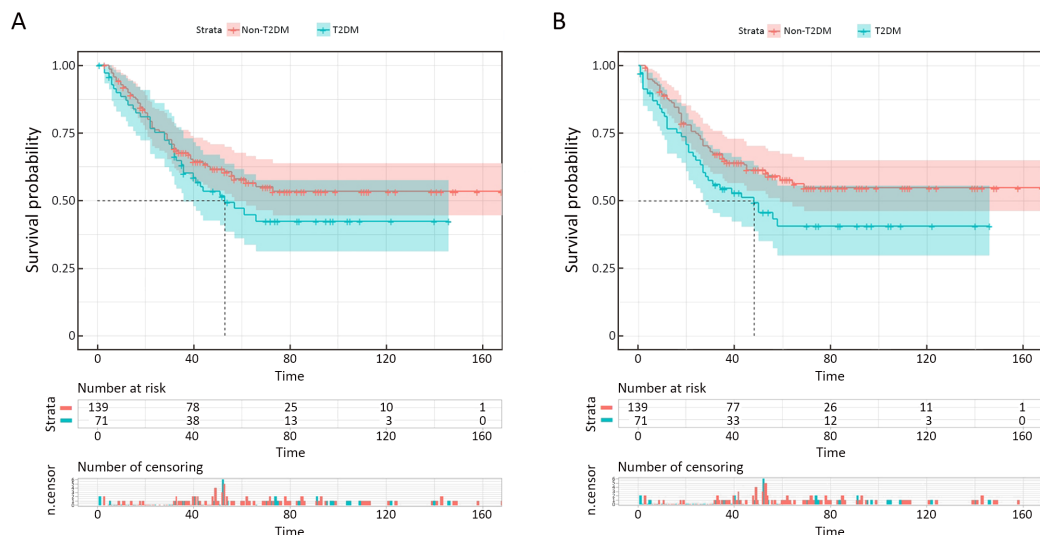 A
Strata Non-T2DM T2DM
1.00
0.75
0.50
0.25
0
Survival probability
0 40 80 120 160
Time
Number at risk
Strata
139 78 25 10 1
71 38 13 3 0
0 40 80 120 160
Time
Number of censoring
n.censor
0 40 80 120 160
Time
B
Strata Non-T2DM T2DM
1.00
0.75
0.50
0.25
0
Survival probability
0 40 80 120 160
Time
Number at risk
Strata
139 77 26 11 1
71 33 12 3 0
0 40 80 120 160
Time
Number of censoring
n.censor
0 40 80 120 160
Time